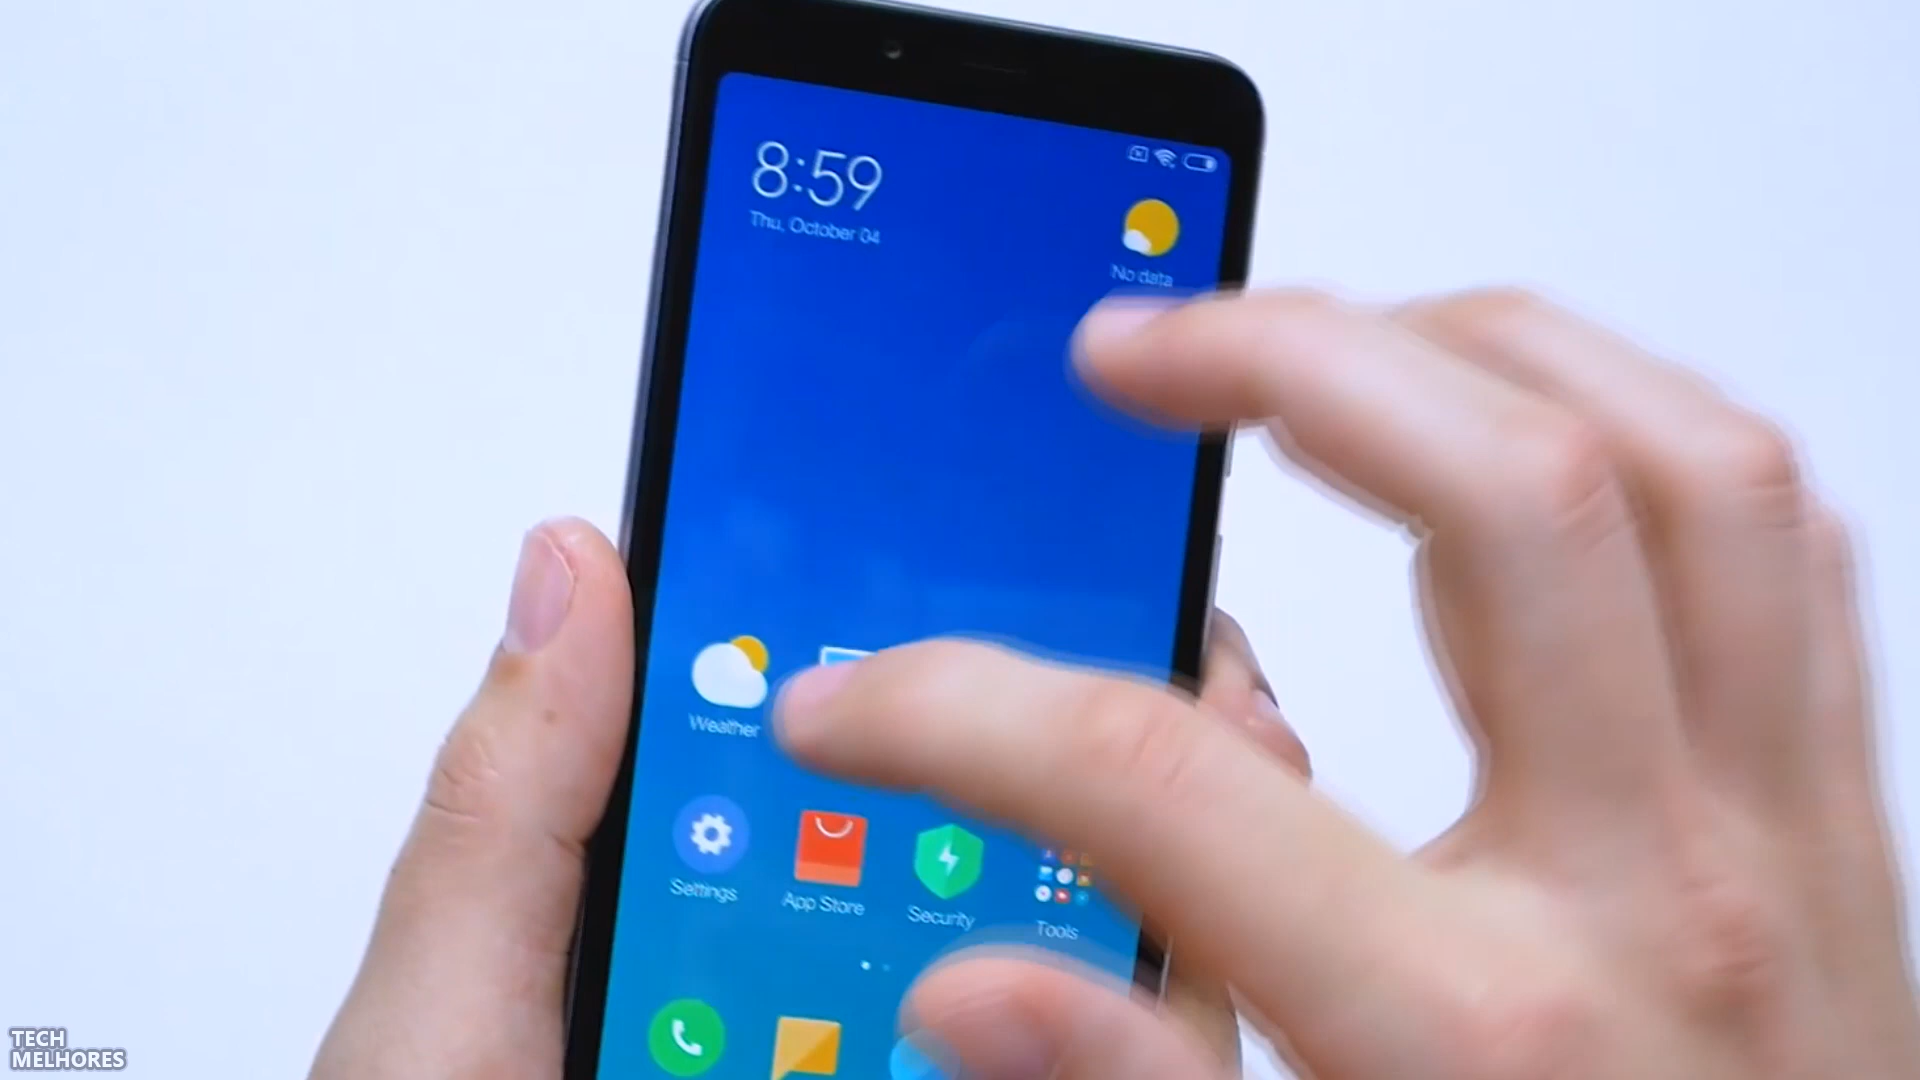 8:59
Thu, October 04
No data
Weather
Settings
App Store
Security
Tools
TECH
MELHORES